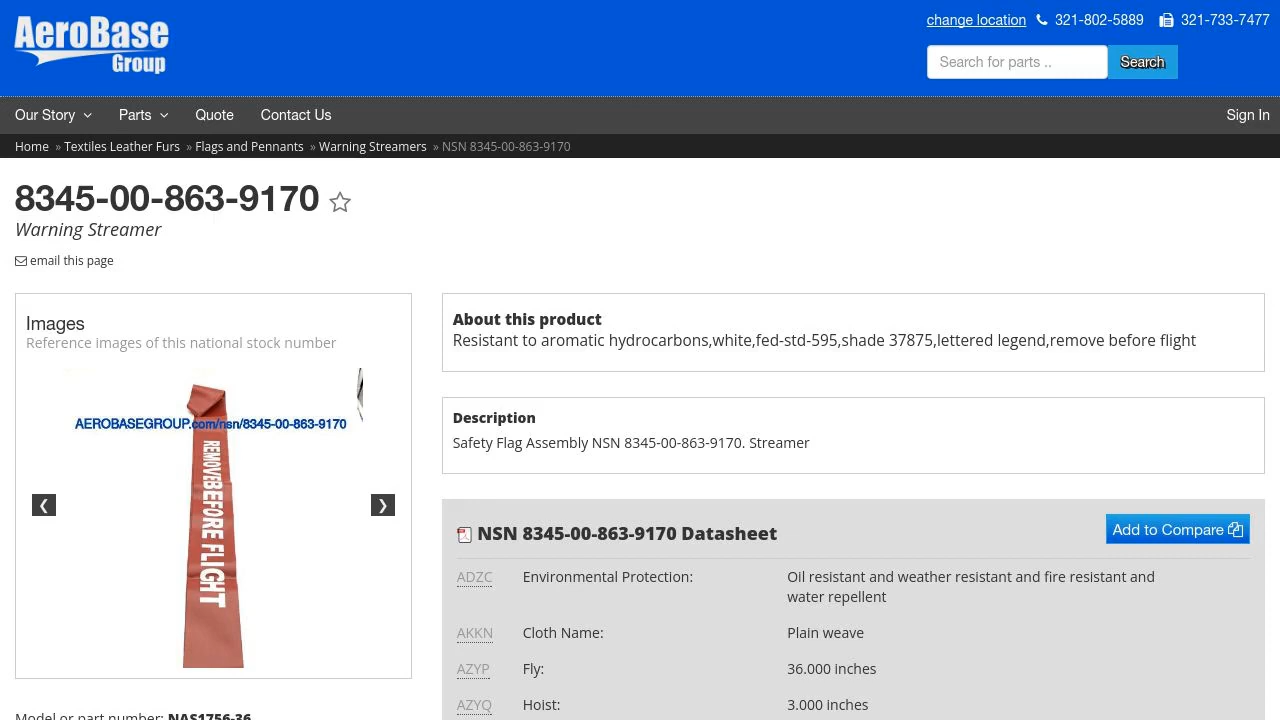 AeroBase
Group
change location 321-802-5889 321-733-7477
Search for parts .. Search
Our Story Parts Quote Contact Us Sign In
Home » Textiles Leather Furs » Flags and Pennants » Warning Streamers » NSN 8345-00-863-9170
8345-00-863-9170
Warning Streamer
email this page
Images
Reference images of this national stock number
AEROBASEGROUP.com/nsn/8345-00-863-9170
REMOVE BEFORE FLIGHT
❮ ❯
Model or part number: NAS1756-36
About this product
Resistant to aromatic hydrocarbons,white,fed-std-595,shade 37875,lettered legend,remove before flight
Description
Safety Flag Assembly NSN 8345-00-863-9170. Streamer
NSN 8345-00-863-9170 Datasheet
Add to Compare
ADZC Environmental Protection: Oil resistant and weather resistant and fire resistant and
water repellent
AKKN Cloth Name: Plain weave
AZYP Fly: 36.000 inches
AZYQ Hoist: 3.000 inches